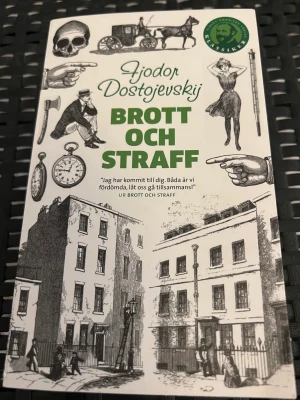 Fjodor
Dostojevskij
BROTT
OCH
STRAFF
"Jag har kommit till dig. Båda är vi
fördömda, låt oss gå tillsammans!"
UR BROTT OCH STRAFF
KLASSIKER